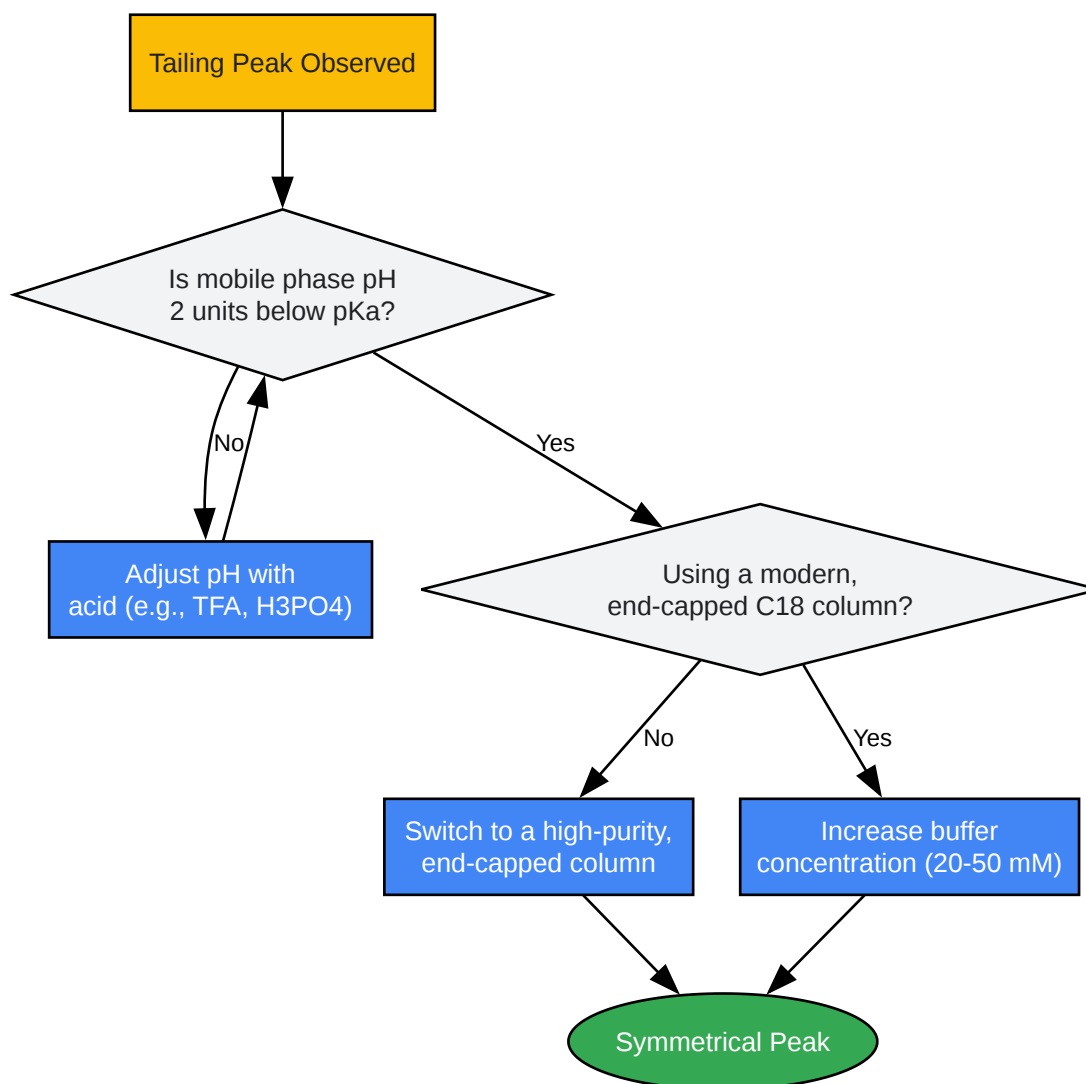 Tailing Peak Observed
Is mobile phase pH
2 units below pKa?
No
Yes
Adjust pH with
acid (e.g., TFA, H3PO4)
Using a modern,
end-capped C18 column?
No
Yes
Switch to a high-purity,
end-capped column
Increase buffer
concentration (20-50 mM)
Symmetrical Peak